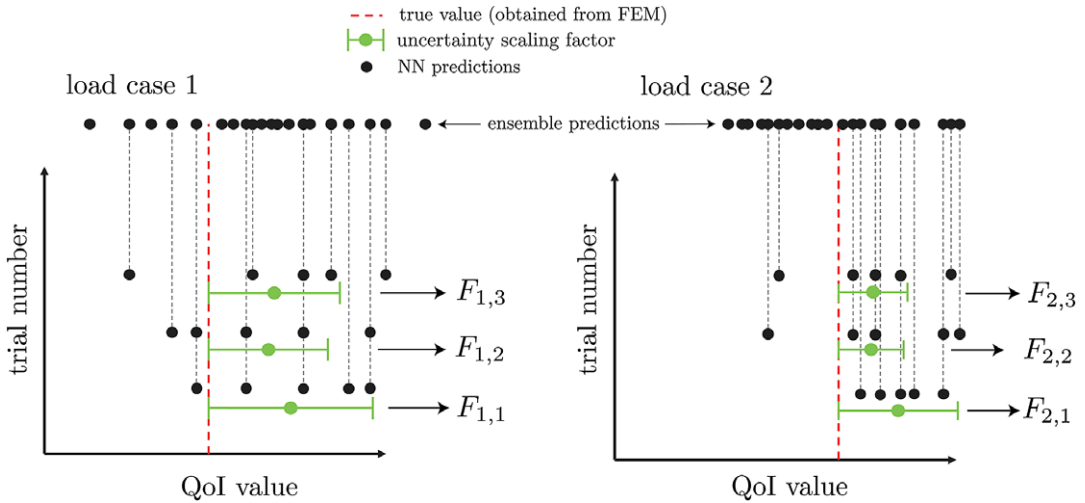 true value (obtained from FEM)
uncertainty scaling factor
NN predictions
load case 1
load case 2
ensemble predictions
trial number
F1,3
F1,2
F1,1
QoI value
trial number
F2,3
F2,2
F2,1
QoI value